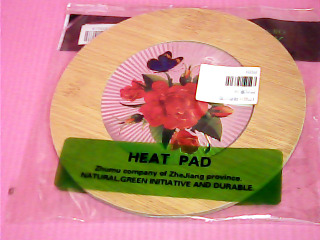 HEAT PAD
Zhumu company of ZheJiang province.
NATURAL.GREEN INITIATIVE AND DURABLE.